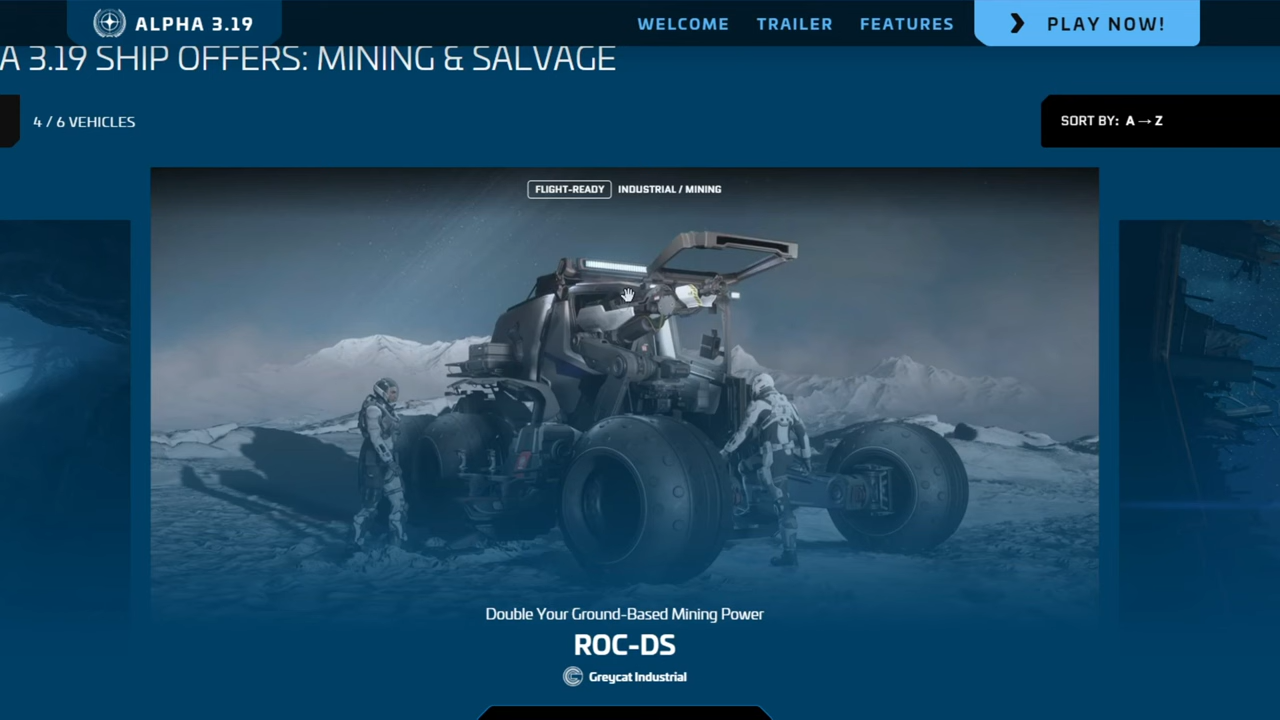 ALPHA 3.19
WELCOME
TRAILER
FEATURES
PLAY NOW!
A 3.19 SHIP OFFERS: MINING & SALVAGE
4 / 6 VEHICLES
SORT BY: A → Z
FLIGHT-READY INDUSTRIAL / MINING
Double Your Ground-Based Mining Power
ROC-DS
Greycat Industrial